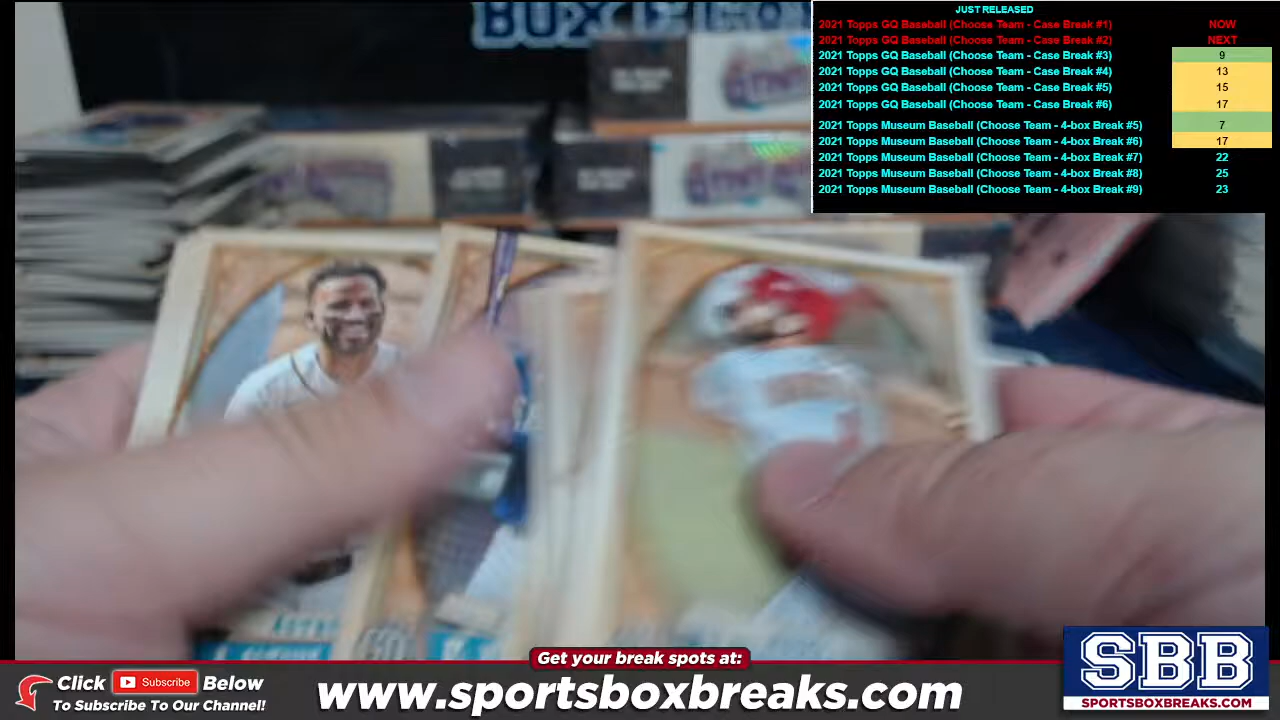 JUST RELEASED
2021 Topps GQ Baseball (Choose Team - Case Break #1) NOW
2021 Topps GQ Baseball (Choose Team - Case Break #2) NEXT
2021 Topps GQ Baseball (Choose Team - Case Break #3) 9
2021 Topps GQ Baseball (Choose Team - Case Break #4) 13
2021 Topps GQ Baseball (Choose Team - Case Break #5) 15
2021 Topps GQ Baseball (Choose Team - Case Break #6) 17
2021 Topps Museum Baseball (Choose Team - 4-box Break #5) 7
2021 Topps Museum Baseball (Choose Team - 4-box Break #6) 17
2021 Topps Museum Baseball (Choose Team - 4-box Break #7) 22
2021 Topps Museum Baseball (Choose Team - 4-box Break #8) 25
2021 Topps Museum Baseball (Choose Team - 4-box Break #9) 23
Get your break spots at:
Click Subscribe Below
To Subscribe To Our Channel!
www.sportsboxbreaks.com
SBB
SPORTSBOXBREAKS.COM